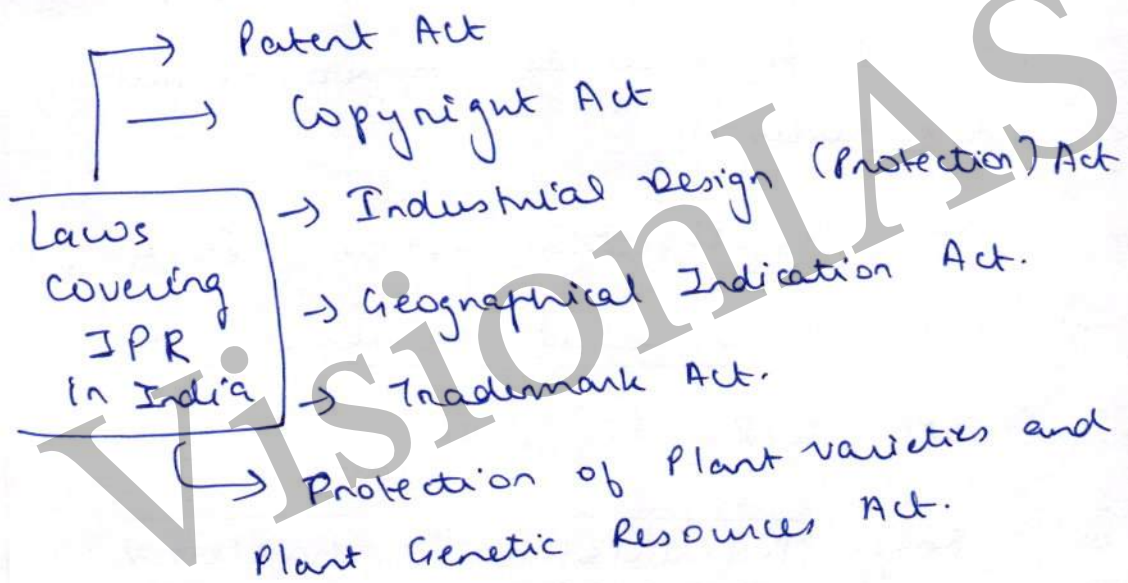 Patent Act
Copyright Act
Industrial Design (Protection) Act
Laws
covering
IPR
in India
Geographical Indication Act.
Trademark Act.
Protection of Plant varieties and
Plant Genetic Resources Act.
VisionIAS